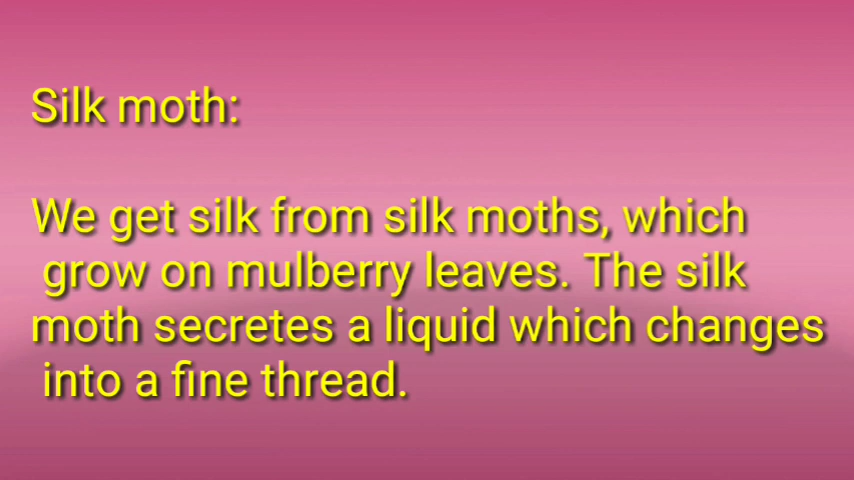 Silk moth:
We get silk from silk moths, which
grow on mulberry leaves. The silk
moth secretes a liquid which changes
into a fine thread.